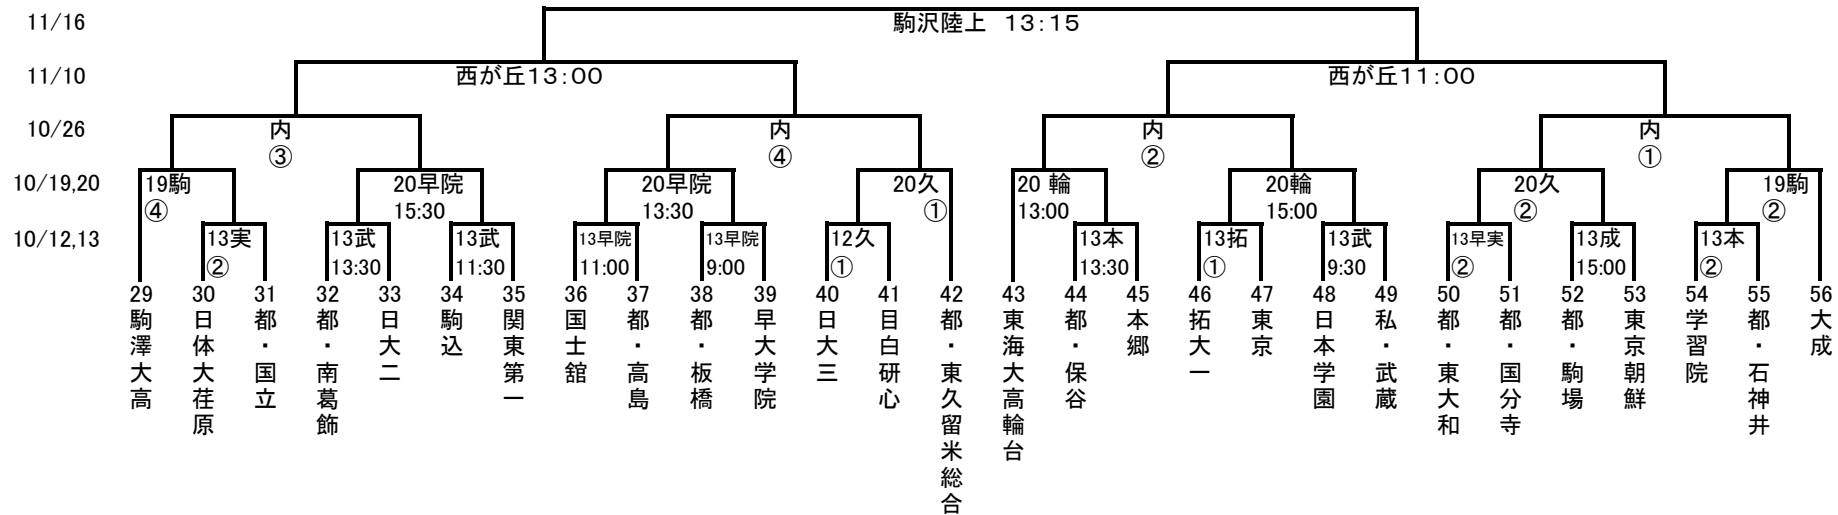 11/16
駒沢陸上 13:15
11/10
西が丘13:00
西が丘11:00
10/26
内
③
内
④
内
②
内
①
10/19,20
19駒
④
20早院
15:30
20早院
13:30
20久
①
20 輪
13:00
20輪
15:00
20久
②
19駒
②
10/12,13
13実
②
13武
13:30
13武
11:30
13早院
11:00
13早院
9:00
12久
①
13本
13:30
13拓
①
13武
9:30
13早実
②
13成
15:00
13本
②
29 駒澤大高
30 日体大荏原
31 都・国立
32 都・南葛飾
33 日大二
34 駒込
35 関東第一
36 国士舘
37 都・高島
38 都・板橋
39 早大学院
40 日大三
41 目白研心
42 都・東久留米総合
43 東海大高輪台
44 都・保谷
45 本郷
46 拓大一
47 東京
48 日本学園
49 私・武蔵
50 都・東大和
51 都・国分寺
52 都・駒場
53 東京朝鮮
54 学習院
55 都・石神井
56 大成